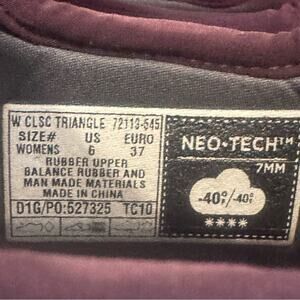 W CLSC TRIANGLE 72113-545
SIZE# US EURO
WOMENS 6 37
RUBBER UPPER
BALANCE RUBBER AND
MAN MADE MATERIALS
IN CHINA
D1G/PO:527325 TC10
NEO•TECH™
7MM
-40°/-40°
****